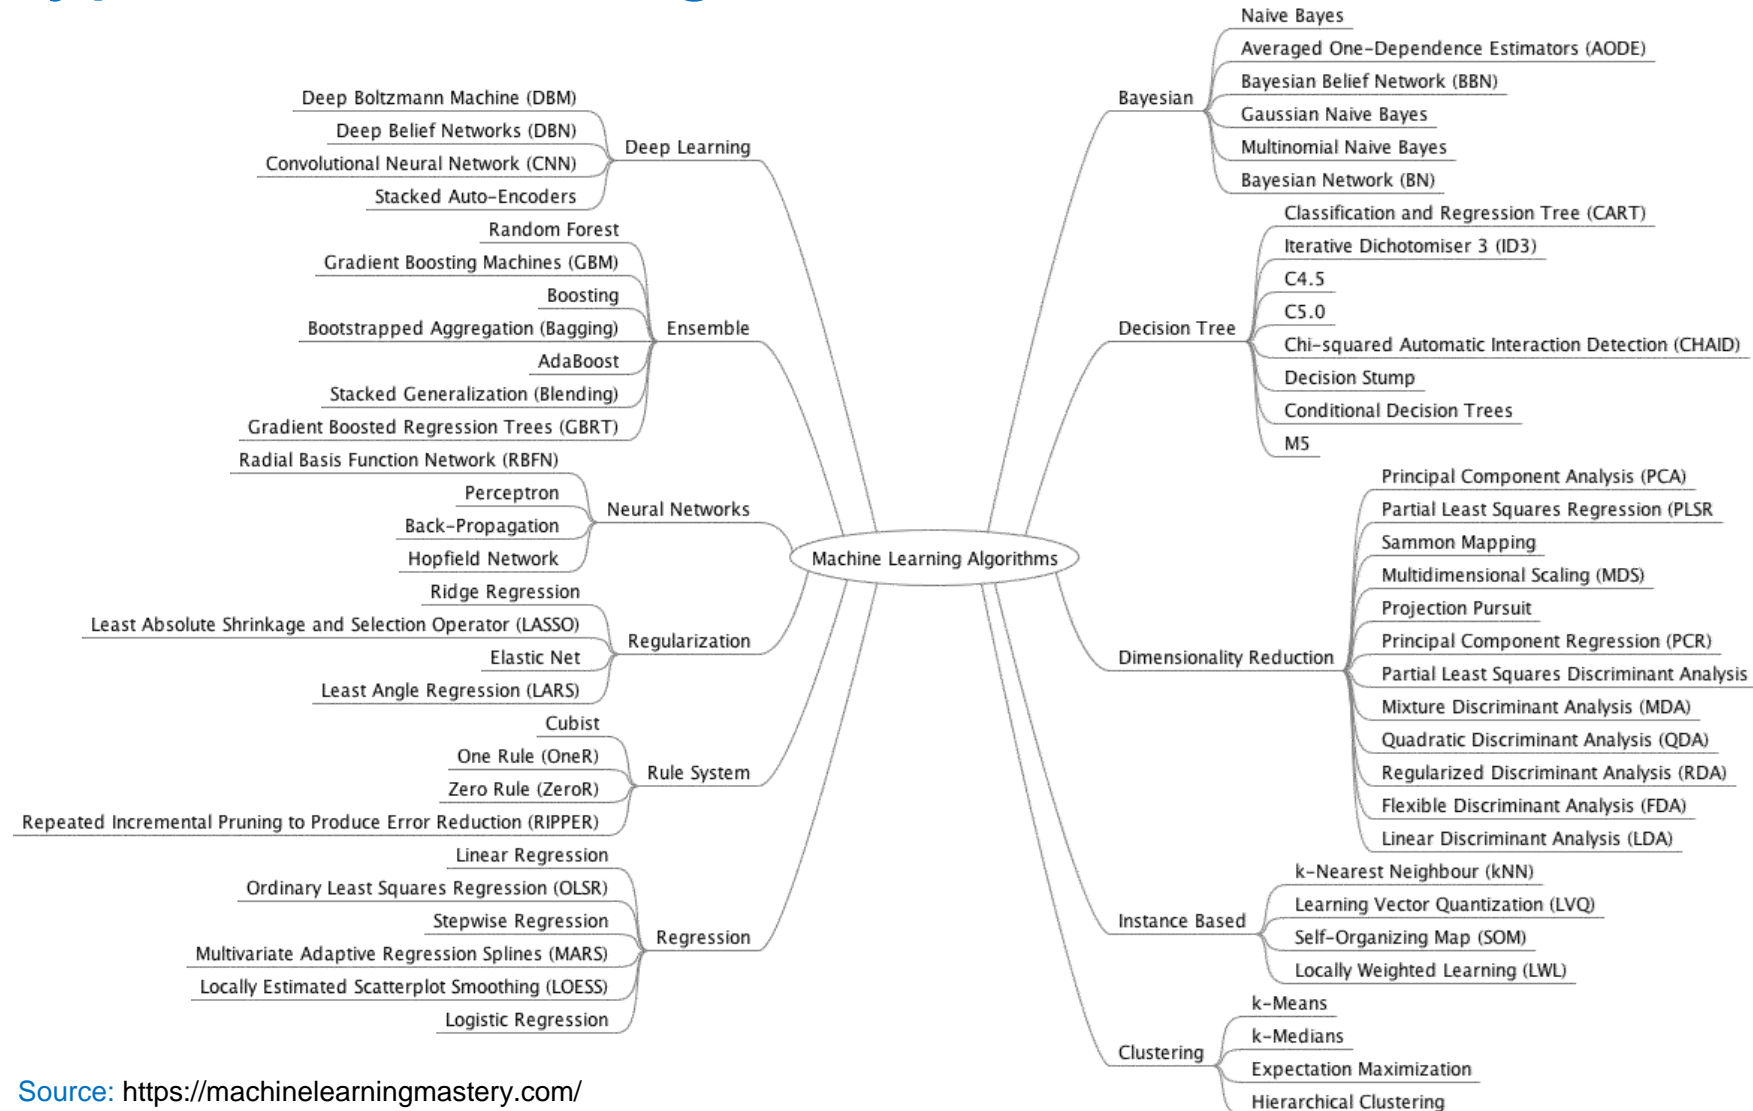 Deep Boltzmann Machine (DBM)
Deep Belief Networks (DBN)
Convolutional Neural Network (CNN)
Stacked Auto-Encoders
Deep Learning
Random Forest
Gradient Boosting Machines (GBM)
Boosting
Bootstrapped Aggregation (Bagging)
AdaBoost
Stacked Generalization (Blending)
Gradient Boosted Regression Trees (GBRT)
Ensemble
Radial Basis Function Network (RBFN)
Perceptron
Back-Propagation
Hopfield Network
Neural Networks
Ridge Regression
Least Absolute Shrinkage and Selection Operator (LASSO)
Elastic Net
Least Angle Regression (LARS)
Regularization
Cubist
One Rule (OneR)
Zero Rule (ZeroR)
Repeated Incremental Pruning to Produce Error Reduction (RIPPER)
Rule System
Linear Regression
Ordinary Least Squares Regression (OLSR)
Stepwise Regression
Multivariate Adaptive Regression Splines (MARS)
Locally Estimated Scatterplot Smoothing (LOESS)
Logistic Regression
Regression
Machine Learning Algorithms
Bayesian
Naive Bayes
Averaged One-Dependence Estimators (AODE)
Bayesian Belief Network (BBN)
Gaussian Naive Bayes
Multinomial Naive Bayes
Bayesian Network (BN)
Decision Tree
Classification and Regression Tree (CART)
Iterative Dichotomiser 3 (ID3)
C4.5
C5.0
Chi-squared Automatic Interaction Detection (CHAID)
Decision Stump
Conditional Decision Trees
M5
Dimensionality Reduction
Principal Component Analysis (PCA)
Partial Least Squares Regression (PLSR
Sammon Mapping
Multidimensional Scaling (MDS)
Projection Pursuit
Principal Component Regression (PCR)
Partial Least Squares Discriminant Analysis
Mixture Discriminant Analysis (MDA)
Quadratic Discriminant Analysis (QDA)
Regularized Discriminant Analysis (RDA)
Flexible Discriminant Analysis (FDA)
Linear Discriminant Analysis (LDA)
Instance Based
k-Nearest Neighbour (kNN)
Learning Vector Quantization (LVQ)
Self-Organizing Map (SOM)
Locally Weighted Learning (LWL)
Clustering
k-Means
k-Medians
Expectation Maximization
Hierarchical Clustering
Source: https://machinelearningmastery.com/